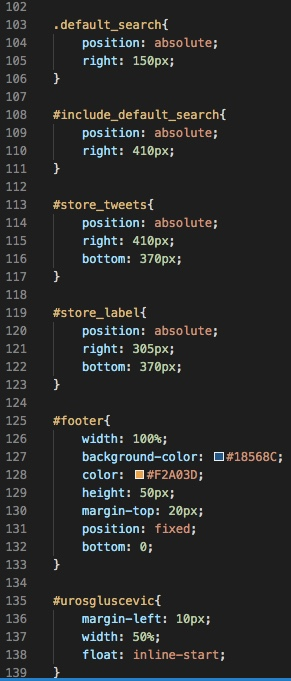 102
103 .default_search{
104 position: absolute;
105 right: 150px;
106 }
107
108 #include_default_search{
109 position: absolute;
110 right: 410px;
111 }
112
113 #store_tweets{
114 position: absolute;
115 right: 410px;
116 bottom: 370px;
117 }
118
119 #store_label{
120 position: absolute;
121 right: 305px;
122 bottom: 370px;
123 }
124
125 #footer{
126 width: 100%;
127 background-color: #18568C;
128 color: #F2A03D;
129 height: 50px;
130 margin-top: 20px;
131 position: fixed;
132 bottom: 0;
133 }
134
135 #urosgluscevic{
136 margin-left: 10px;
137 width: 50%;
138 float: inline-start;
139 }